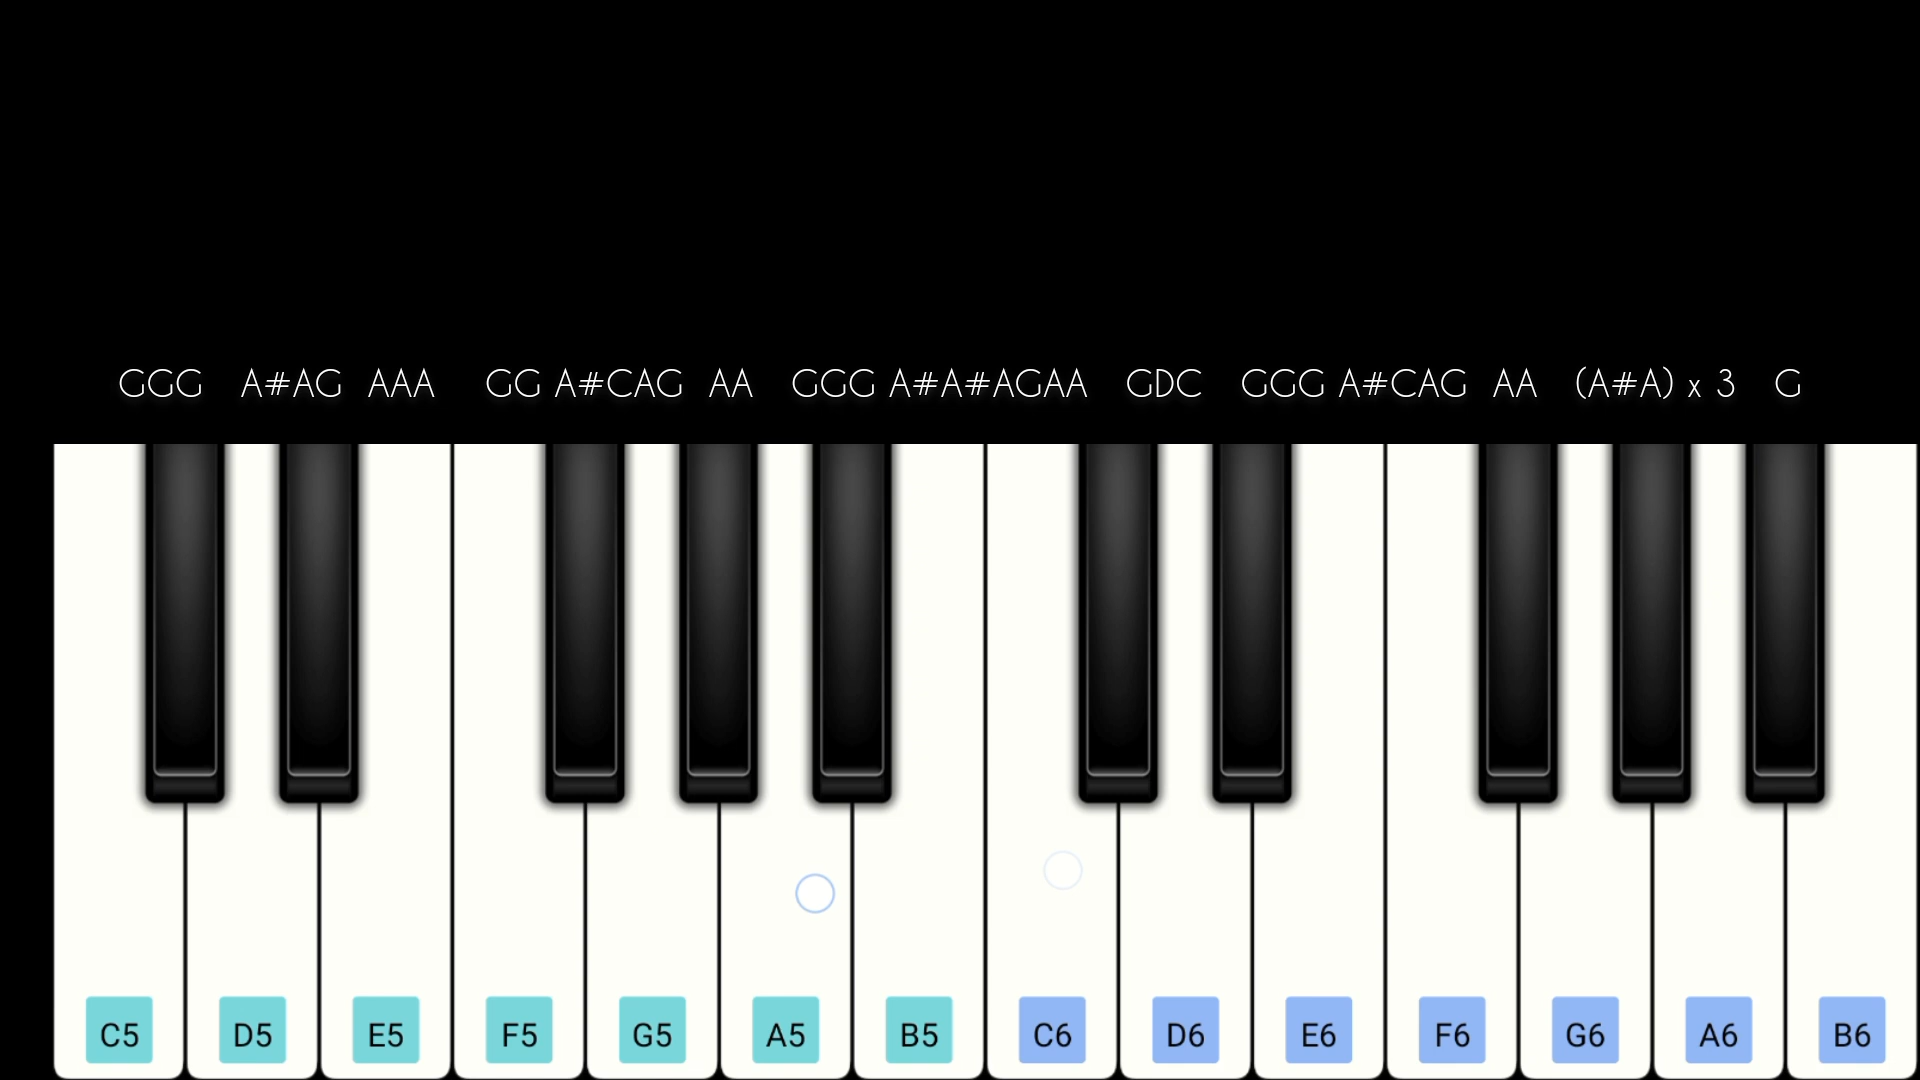 GGG A#AG AAA GG A#CAG AA GGG A#A#AGAA GDC GGG A#CAG AA (A#A) x 3 G
C5 D5 E5 F5 G5 A5 B5 C6 D6 E6 F6 G6 A6 B6